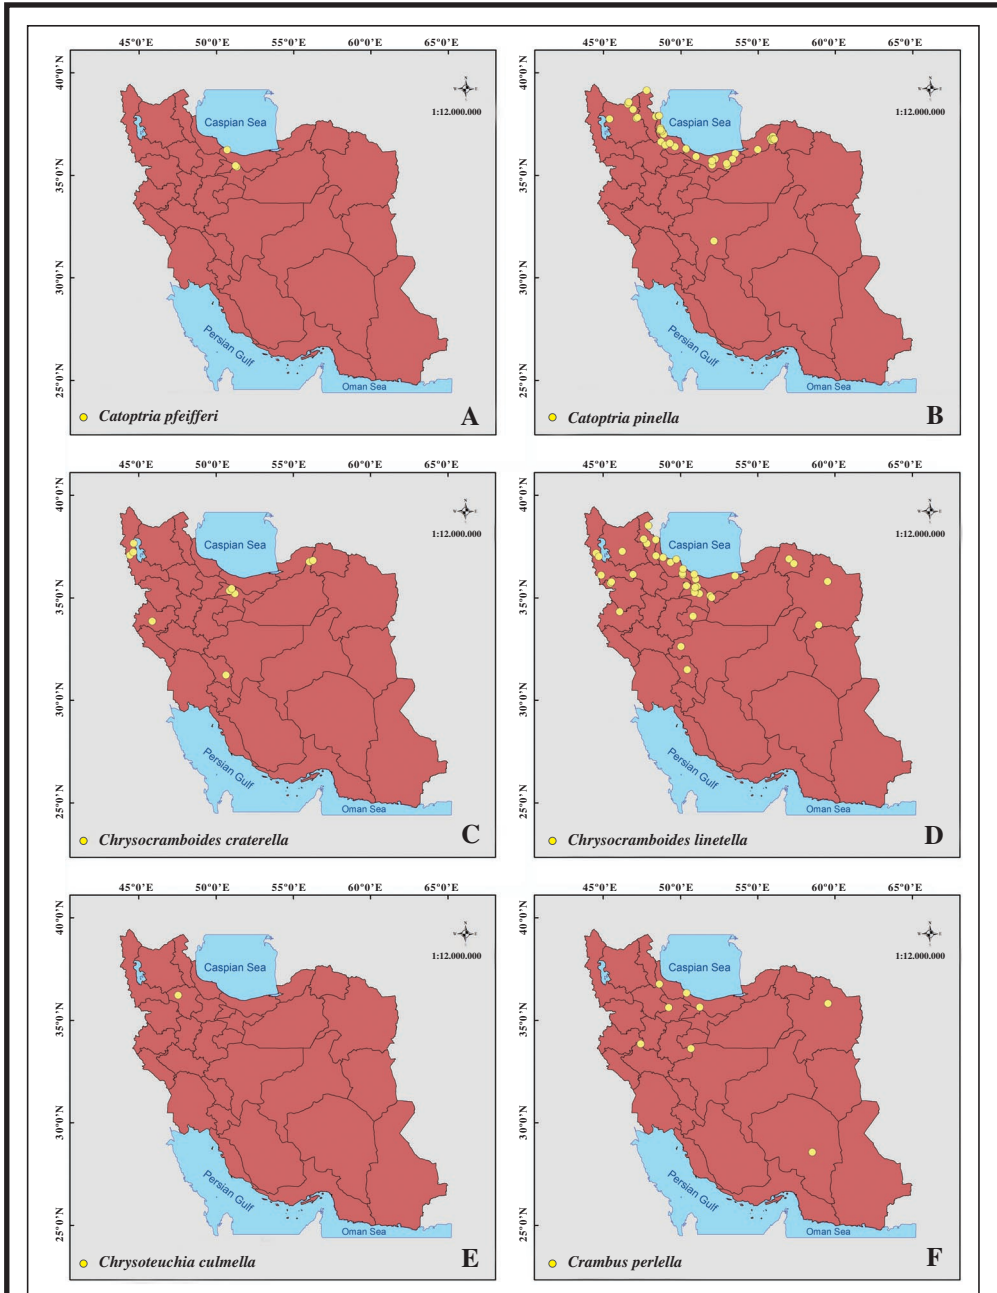 45°0'E 50°0'E 55°0'E 60°0'E 65°0'E
40°0'N
35°0'N
30°0'N
25°0'N
N
W E
S
1:12.000.000
Caspian Sea
Persian Gulf
Oman Sea
Catoptria pfeifferi
A
45°0'E 50°0'E 55°0'E 60°0'E 65°0'E
40°0'N
35°0'N
30°0'N
25°0'N
N
W E
S
1:12.000.000
Caspian Sea
Persian Gulf
Oman Sea
Catoptria pinella
B
45°0'E 50°0'E 55°0'E 60°0'E 65°0'E
40°0'N
35°0'N
30°0'N
25°0'N
N
W E
S
1:12.000.000
Caspian Sea
Persian Gulf
Oman Sea
Chrysocramboides craterella
C
45°0'E 50°0'E 55°0'E 60°0'E 65°0'E
40°0'N
35°0'N
30°0'N
25°0'N
N
W E
S
1:12.000.000
Caspian Sea
Persian Gulf
Oman Sea
Chrysocramboides linetella
D
45°0'E 50°0'E 55°0'E 60°0'E 65°0'E
40°0'N
35°0'N
30°0'N
25°0'N
N
W E
S
1:12.000.000
Caspian Sea
Persian Gulf
Oman Sea
Chrysoteuchia culmella
E
45°0'E 50°0'E 55°0'E 60°0'E 65°0'E
40°0'N
35°0'N
30°0'N
25°0'N
N
W E
S
1:12.000.000
Caspian Sea
Persian Gulf
Oman Sea
Crambus perlella
F